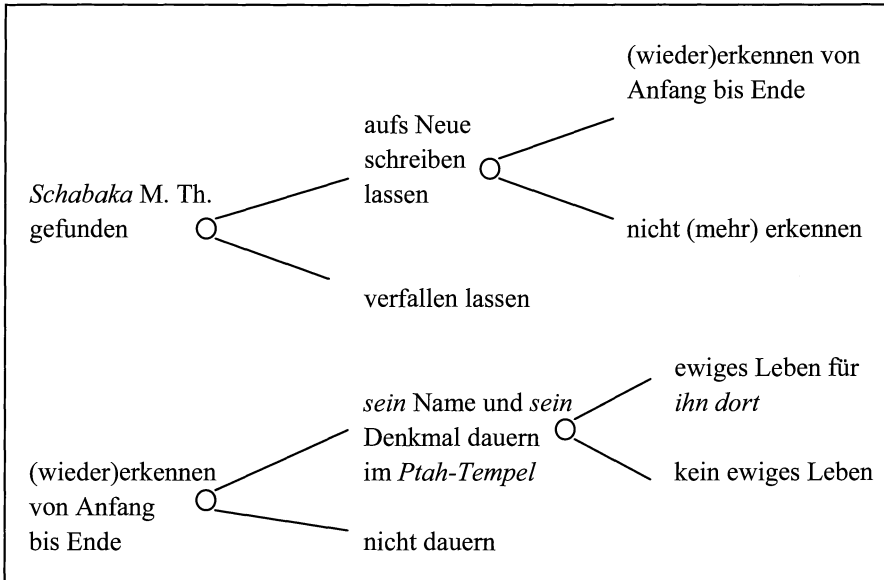 (wieder)erkennen von
Anfang bis Ende
aufs Neue
schreiben
lassen
Schabaka M. Th.
gefunden
nicht (mehr) erkennen
verfallen lassen
ewiges Leben für
ihn dort
sein Name und sein
Denkmal dauern
im Ptah-Tempel
(wieder)erkennen
von Anfang
bis Ende
kein ewiges Leben
nicht dauern